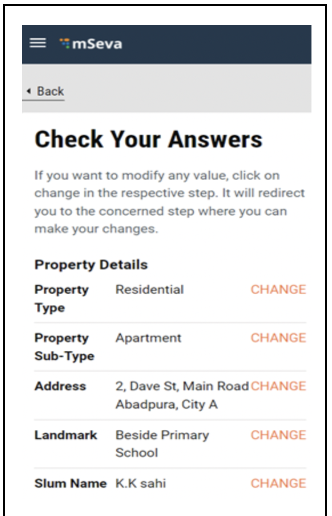 mSeva
Back
Check Your Answers
If you want to modify any value, click on
change in the respective step. It will redirect
you to the concerned step where you can
make your changes.
Property Details
Property Type Residential CHANGE
Property Sub-Type Apartment CHANGE
Address 2, Dave St, Main Road CHANGE
Abadpura, City A
Landmark Beside Primary CHANGE
School
Slum Name K.K sahi CHANGE